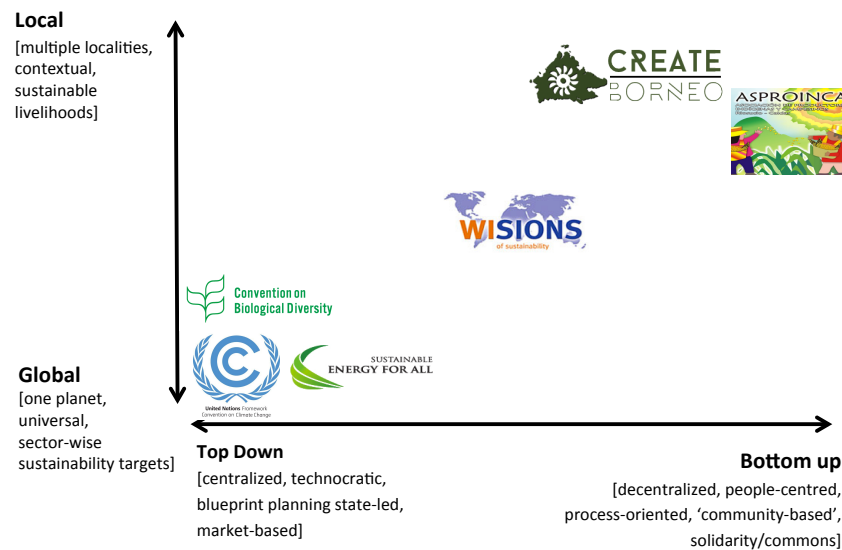 Local
[multiple localities,
contextual,
sustainable
livelihoods]
CREATE
BORNEO
ASPROINCA
WISIONS
of sustainability
Convention on
Biological Diversity
SUSTAINABLE
ENERGY FOR ALL
United Nations Framework
Convention on Climate Change
Global
[one planet,
universal,
sector-wise
sustainability targets]
Top Down
[centralized, technocratic,
blueprint planning state-led,
market-based]
Bottom up
[decentralized, people-centred,
process-oriented, ‘community-based’,
solidarity/commons]